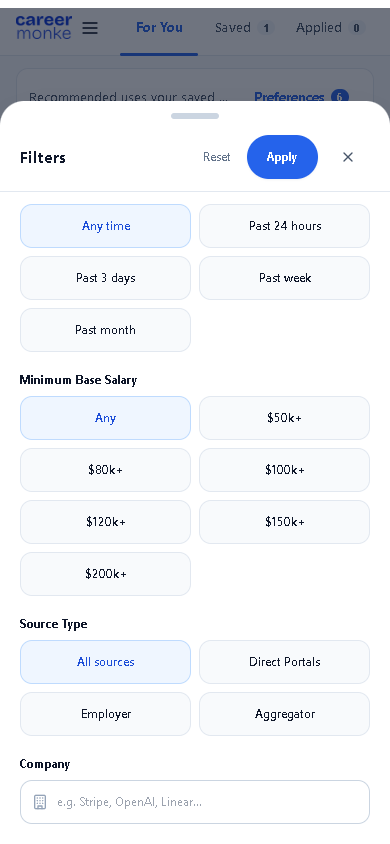 career
monke
For You
Saved 1
Applied 0
Recommended uses your saved ...
Preferences 6
Filters
Reset
Apply
Any time
Past 24 hours
Past 3 days
Past week
Past month
Minimum Base Salary
Any
$50k+
$80k+
$100k+
$120k+
$150k+
$200k+
Source Type
All sources
Direct Portals
Employer
Aggregator
Company
e.g. Stripe, OpenAI, Linear...